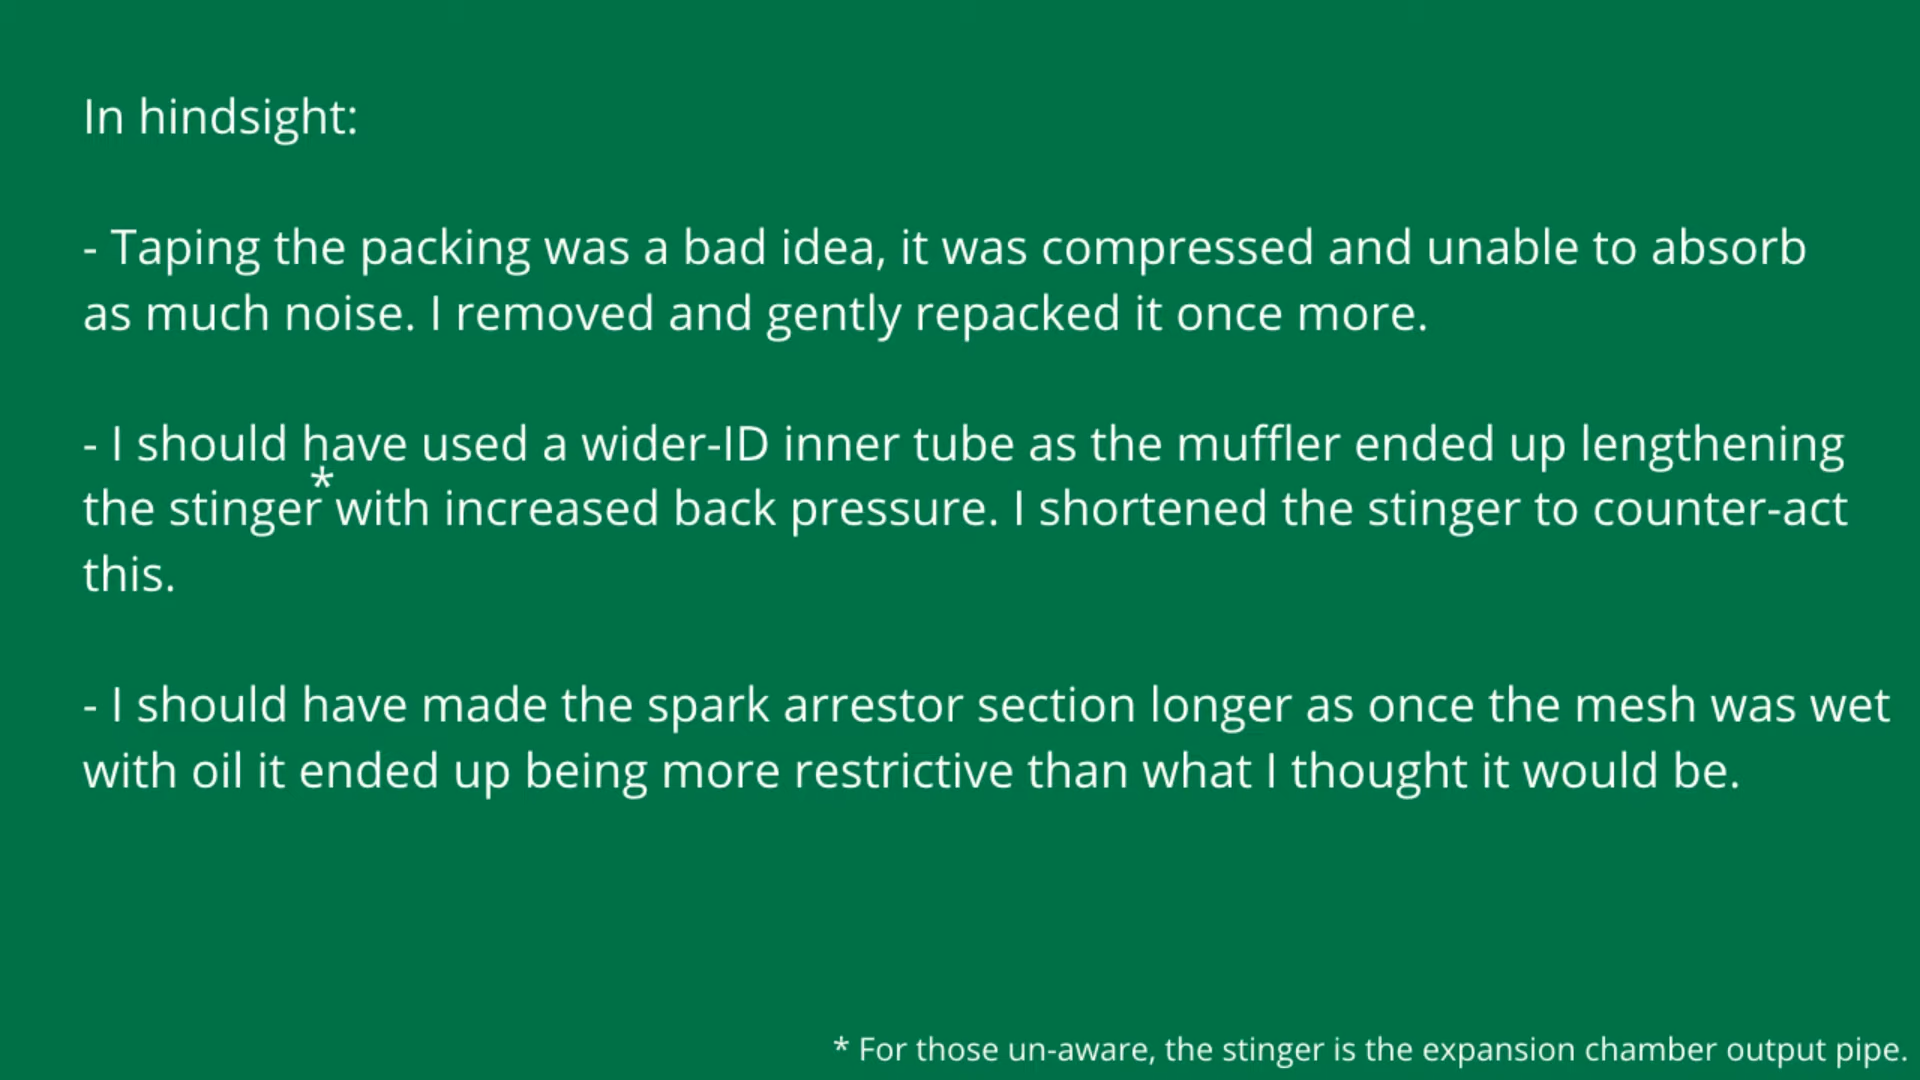 In hindsight:
- Taping the packing was a bad idea, it was compressed and unable to absorb
as much noise. I removed and gently repacked it once more.
- I should have used a wider-ID inner tube as the muffler ended up lengthening
the stinger* with increased back pressure. I shortened the stinger to counter-act
this.
- I should have made the spark arrestor section longer as once the mesh was wet
with oil it ended up being more restrictive than what I thought it would be.
* For those un-aware, the stinger is the expansion chamber output pipe.